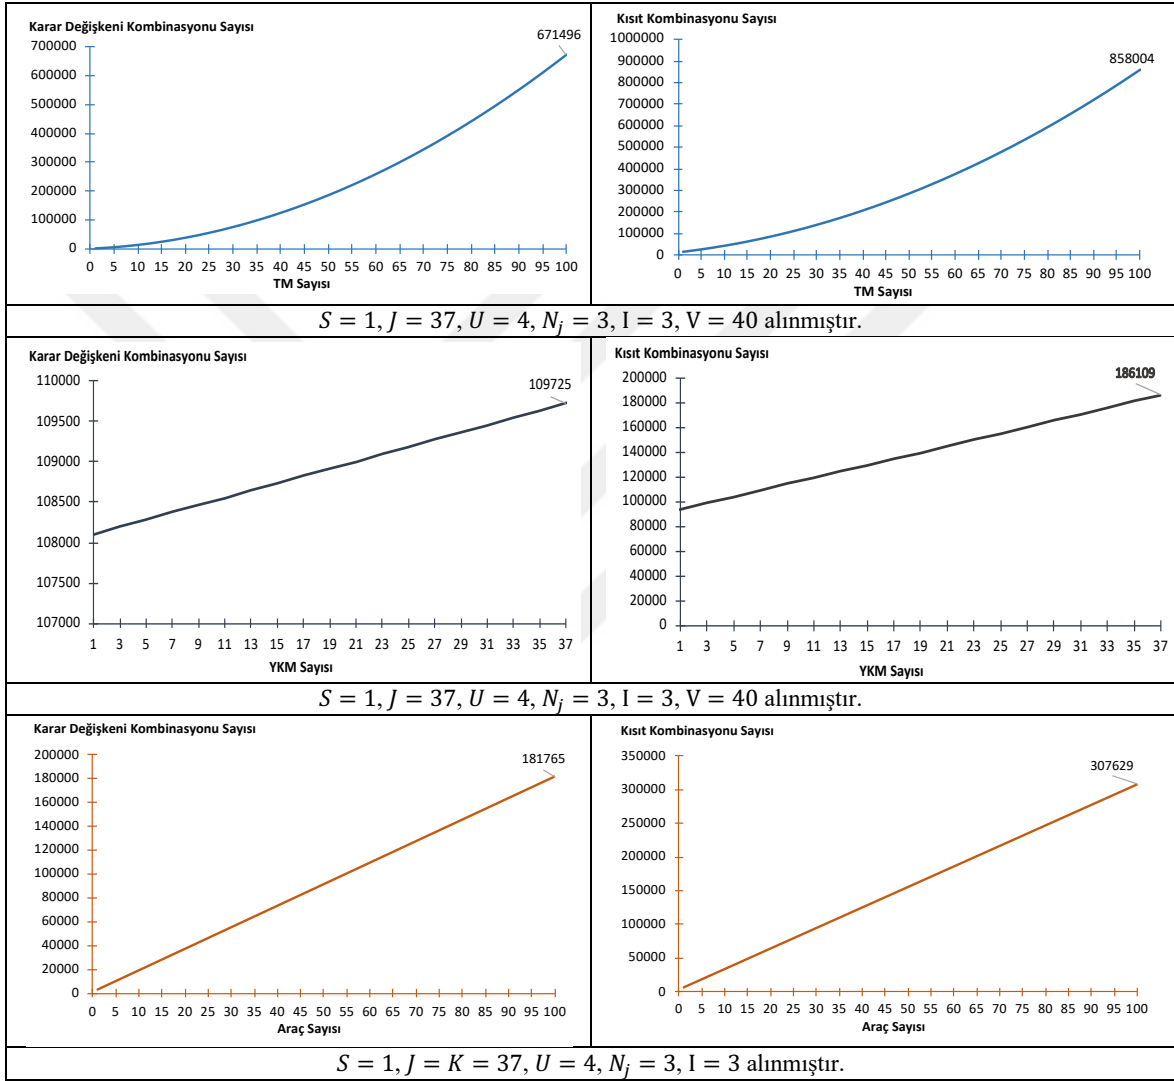 Karar Değişkeni Kombinasyonu Sayısı
671496
700000
600000
500000
400000
300000
200000
100000
0
0 5 10 15 20 25 30 35 40 45 50 55 60 65 70 75 80 85 90 95 100
TM Sayısı
Kısıt Kombinasyonu Sayısı
858004
1000000
900000
800000
700000
600000
500000
400000
300000
200000
100000
0
0 5 10 15 20 25 30 35 40 45 50 55 60 65 70 75 80 85 90 95 100
TM Sayısı
S = 1, J = 37, U = 4, N_j = 3, I = 3, V = 40 alınmıştır.
Karar Değişkeni Kombinasyonu Sayısı
109725
110000
109500
109000
108500
108000
107500
107000
1 3 5 7 9 11 13 15 17 19 21 23 25 27 29 31 33 35 37
YKM Sayısı
Kısıt Kombinasyonu Sayısı
186109
200000
180000
160000
140000
120000
100000
80000
60000
40000
20000
0
1 3 5 7 9 11 13 15 17 19 21 23 25 27 29 31 33 35 37
YKM Sayısı
S = 1, J = 37, U = 4, N_j = 3, I = 3, V = 40 alınmıştır.
Karar Değişkeni Kombinasyonu Sayısı
181765
200000
180000
160000
140000
120000
100000
80000
60000
40000
20000
0
0 5 10 15 20 25 30 35 40 45 50 55 60 65 70 75 80 85 90 95 100
Araç Sayısı
Kısıt Kombinasyonu Sayısı
307629
350000
300000
250000
200000
150000
100000
50000
0
0 5 10 15 20 25 30 35 40 45 50 55 60 65 70 75 80 85 90 95 100
Araç Sayısı
S = 1, J = K = 37, U = 4, N_j = 3, I = 3 alınmıştır.